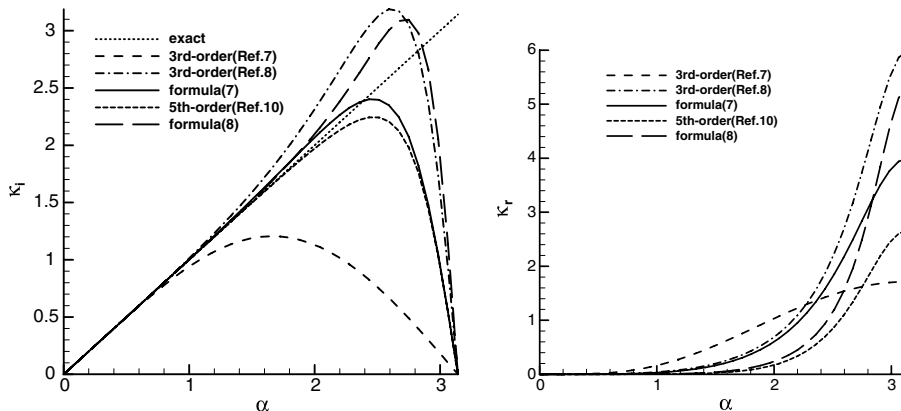 3
2.5
2
1.5
1
0.5
0
κi
0
1
2
3
α
exact
3rd-order(Ref.7)
3rd-order(Ref.8)
formula(7)
5th-order(Ref.10)
formula(8)
6
5
4
3
2
1
0
κr
0
1
2
3
α
3rd-order(Ref.7)
3rd-order(Ref.8)
formula(7)
5th-order(Ref.10)
formula(8)